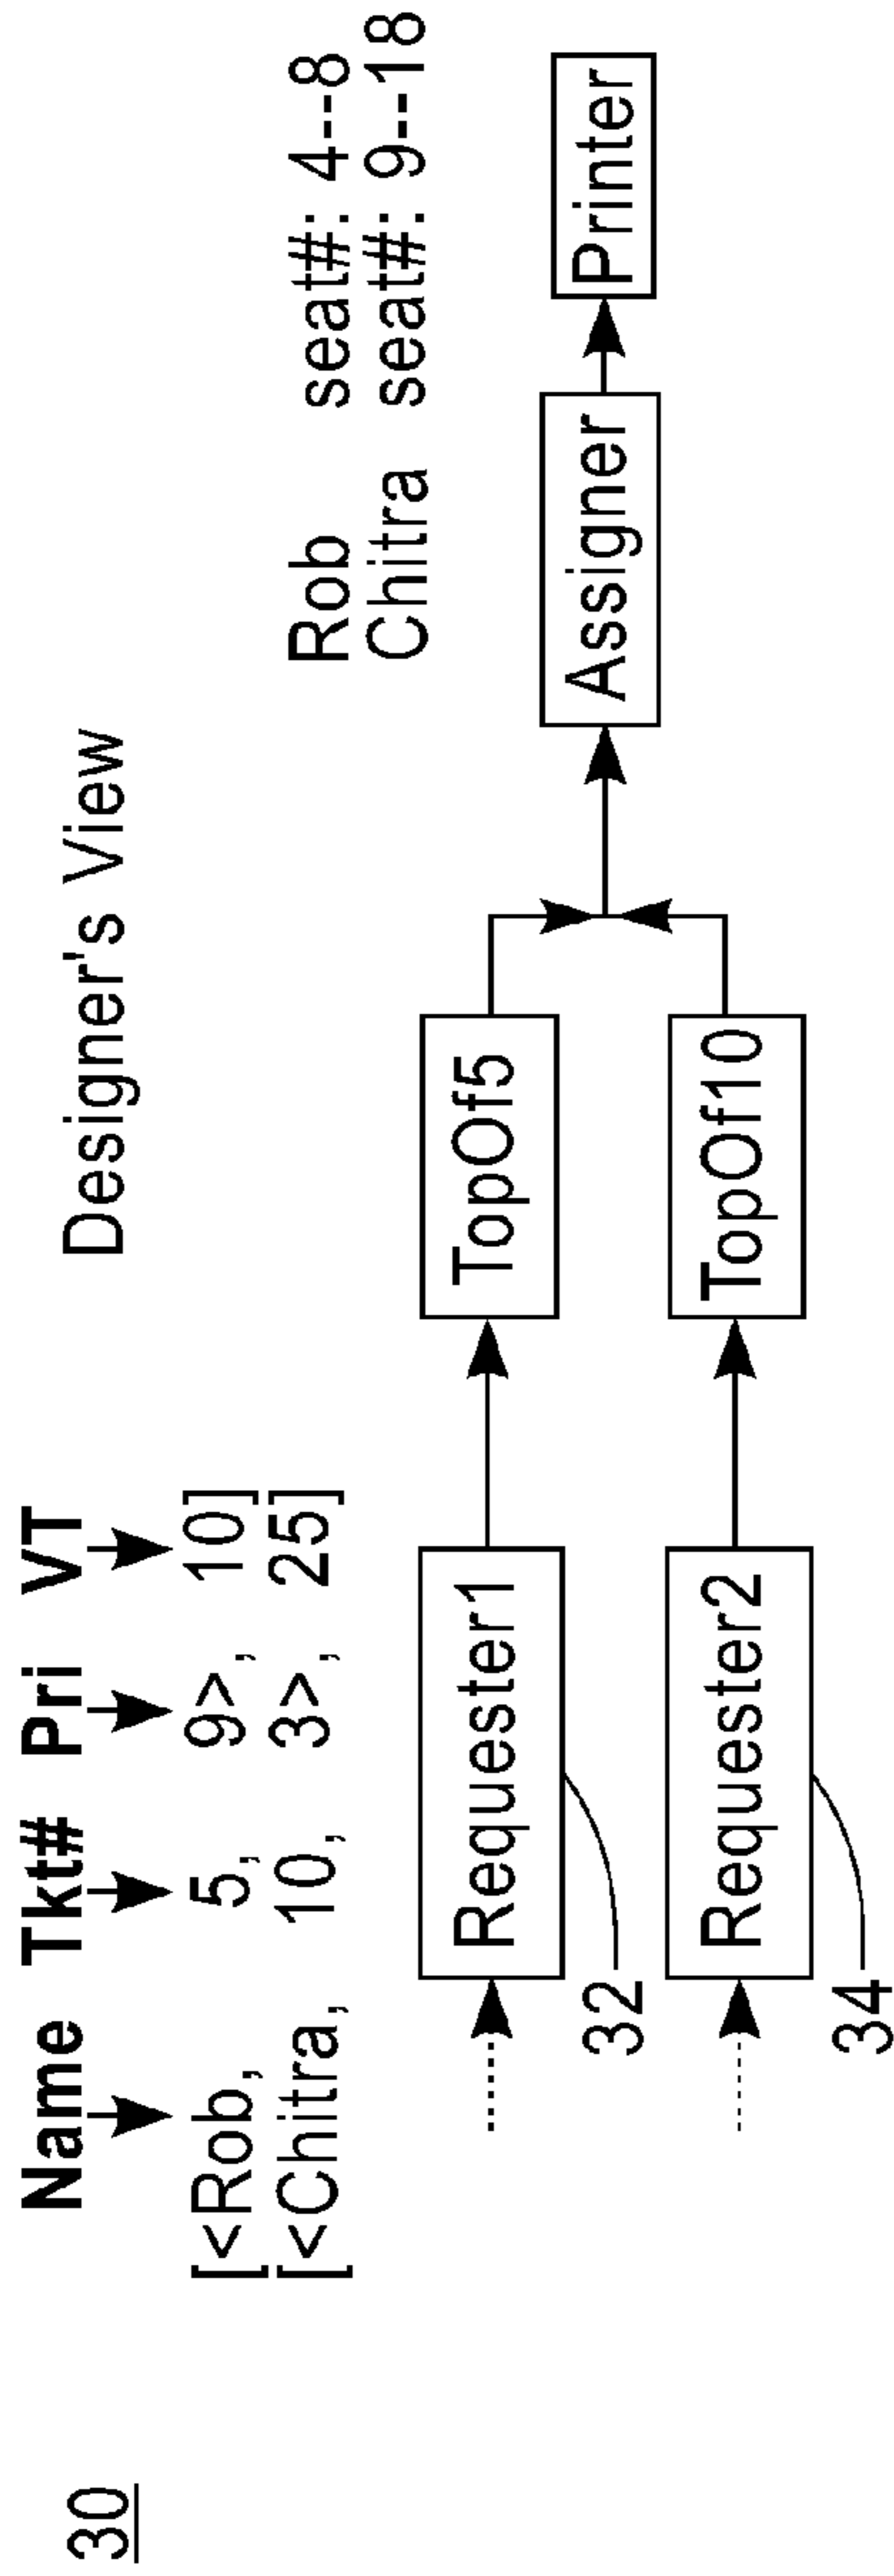 30
Designer's View
Name Tkt# Pri VT
[<Rob, 5, 9>, 10]
[<Chitra, 10, 3>, 25]
Rob seat#: 4--8
Chitra seat#: 9--18
Requester1
TopOf5
32
Assigner
Printer
Requester2
TopOf10
34